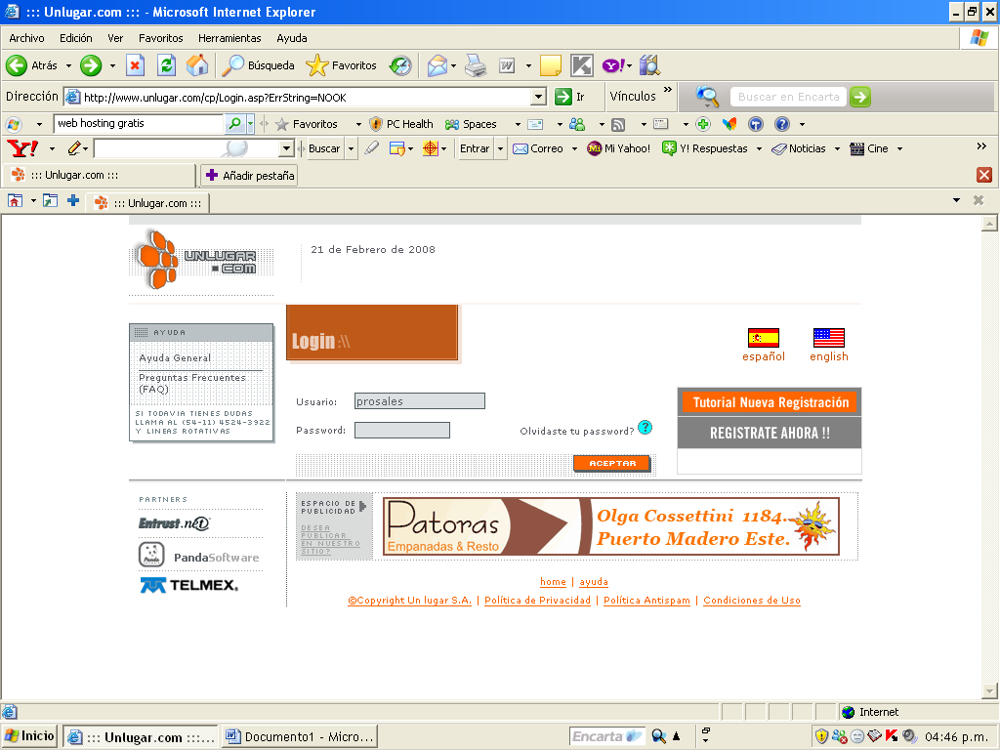 ::: Unlugar.com ::: - Microsoft Internet Explorer
Archivo Edición Ver Favoritos Herramientas Ayuda
Atrás Búsqueda Favoritos
Dirección http://www.unlugar.com/cp/Login.asp?ErrString=NOOK Ir Vínculos » Buscar en Encarta
web hosting gratis Favoritos PC Health Spaces
Y! Buscar Entrar Correo Mi Yahoo! Y! Respuestas Noticias Cine »
::: Unlugar.com ::: Añadir pestaña
::: Unlugar.com :::
UNLUGAR
.COM
21 de Febrero de 2008
Login :\\
español english
AYUDA
Ayuda General
Preguntas Frecuentes
(FAQ)
SI TODAVIA TIENES DUDAS
LLAMA AL (54-11) 4524-3922
Y LINEAS ROTATIVAS
Usuario: prosales
Password:
Olvidaste tu password? ?
ACEPTAR
Tutorial Nueva Registración
REGISTRATE AHORA !!
PARTNERS
Entrust.net
Panda
PandaSoftware
TELMEX.
ESPACIO DE
PUBLICIDAD
DESEA
PUBLICAR
EN NUESTRO
SITIO?
Patoras
Empanadas & Resto
Olga Cossettini 1184.
Puerto Madero Este.
home | ayuda
©Copyright Un lugar S.A. | Política de Privacidad | Política Antispam | Condiciones de Uso
Internet
Inicio ::: Unlugar.com ::... Documento1 - Micro... Encarta 04:46 p.m.